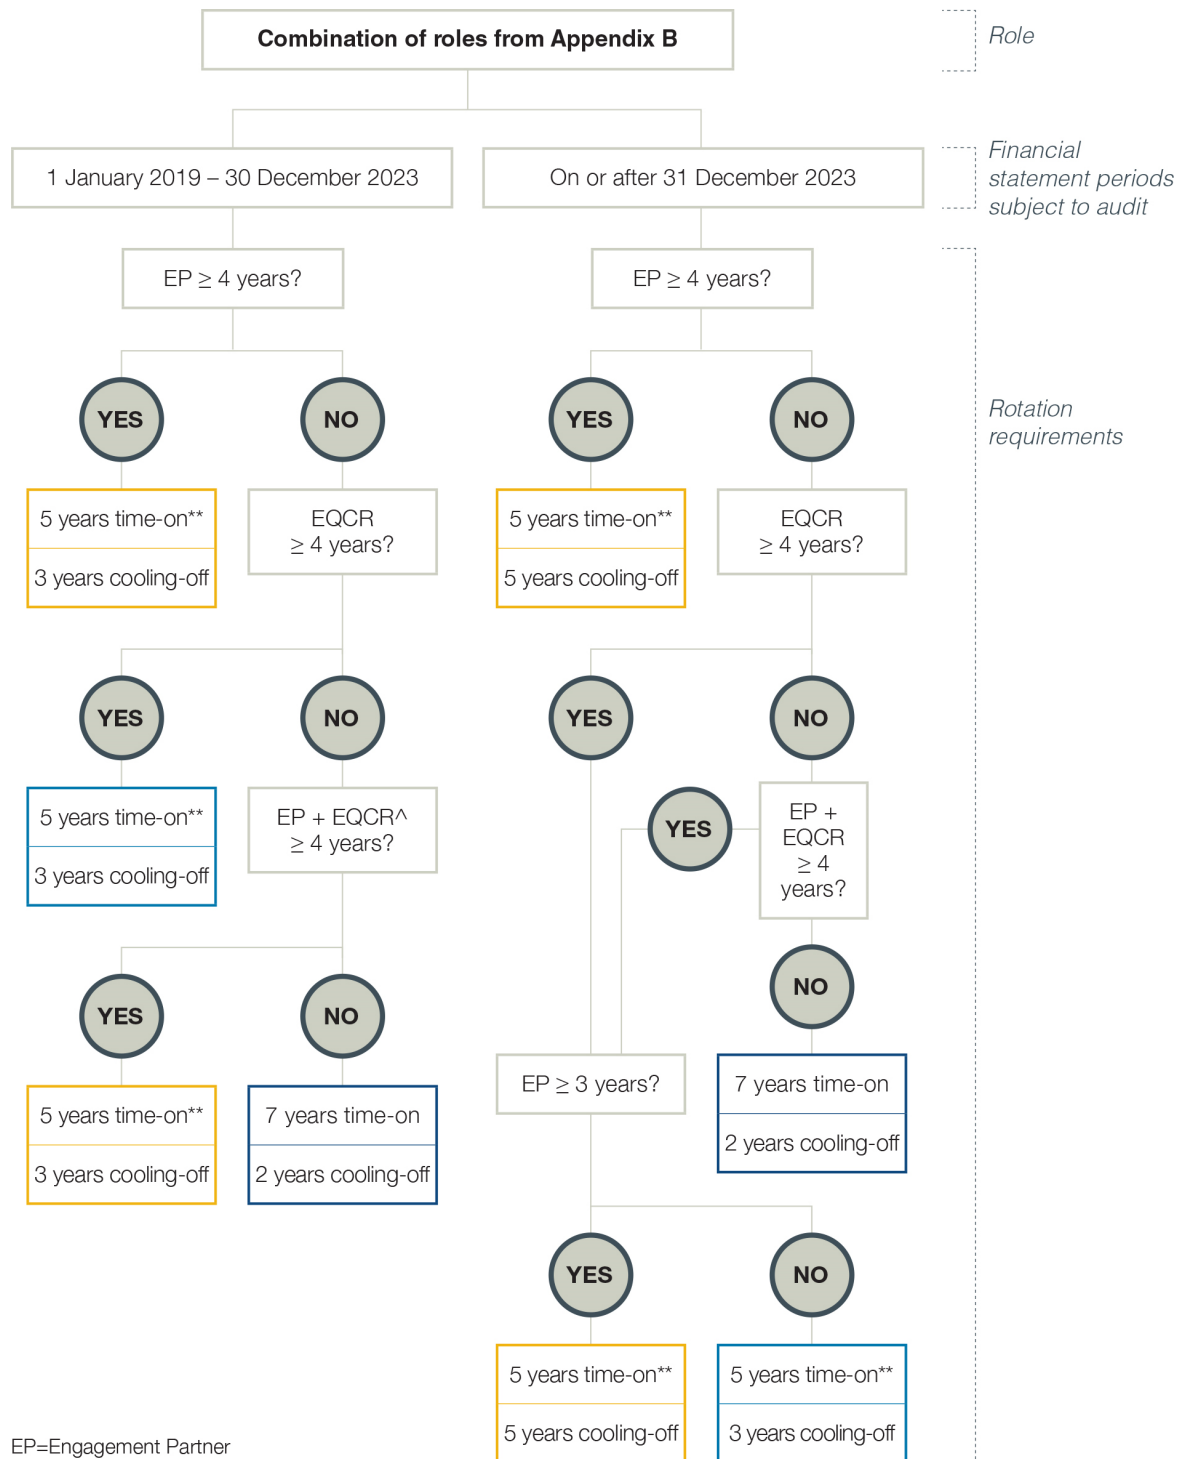 Combination of roles from Appendix B
Role
1 January 2019 – 30 December 2023
On or after 31 December 2023
Financial
statement periods
subject to audit
EP ≥ 4 years?
EP ≥ 4 years?
YES
NO
YES
NO
Rotation
requirements
5 years time-on**
3 years cooling-off
EQCR
≥ 4 years?
5 years time-on**
5 years cooling-off
EQCR
≥ 4 years?
YES
NO
YES
NO
5 years time-on**
3 years cooling-off
EP + EQCR^
≥ 4 years?
YES
EP +
EQCR
≥ 4
years?
YES
NO
NO
5 years time-on**
3 years cooling-off
7 years time-on
2 years cooling-off
EP ≥ 3 years?
7 years time-on
2 years cooling-off
YES
NO
5 years time-on**
5 years cooling-off
5 years time-on**
3 years cooling-off
EP=Engagement Partner